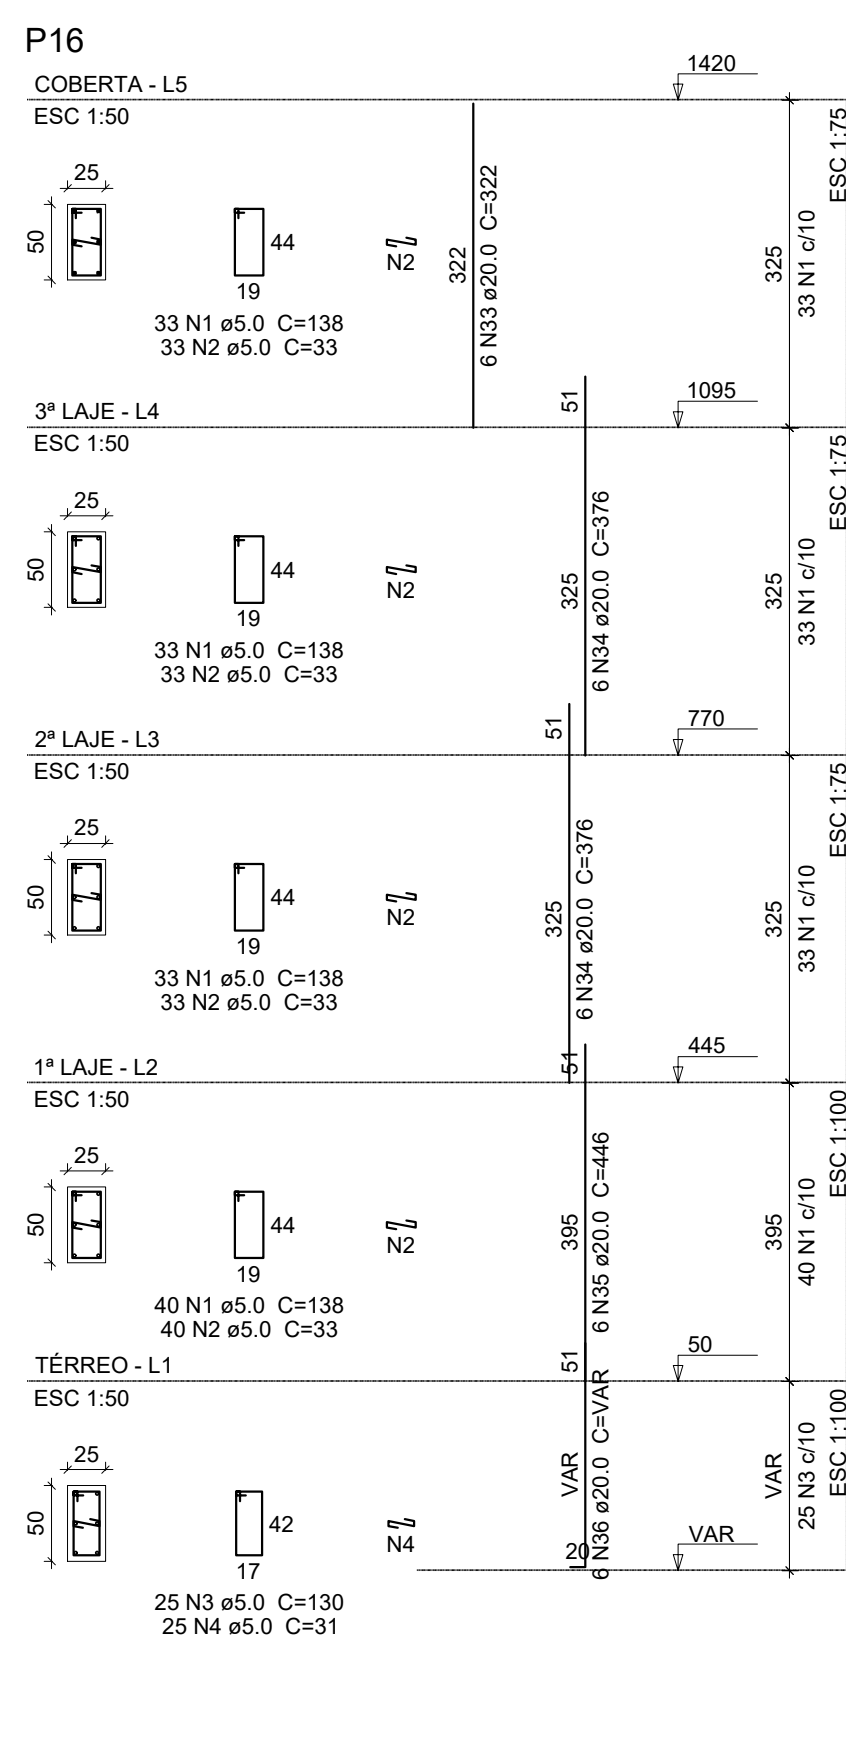 P16
COBERTA - L5
1420
ESC 1:50
25
50
44
19
N2
33 N1 ø5.0 C=138
33 N2 ø5.0 C=33
322
6 N33 ø20.0 C=322
325
33 N1 c/10
ESC 1:75
3ª LAJE - L4
51
1095
ESC 1:50
25
50
44
19
N2
33 N1 ø5.0 C=138
33 N2 ø5.0 C=33
325
6 N34 ø20.0 C=376
325
33 N1 c/10
ESC 1:75
2ª LAJE - L3
51
770
ESC 1:50
25
50
44
19
N2
33 N1 ø5.0 C=138
33 N2 ø5.0 C=33
325
6 N34 ø20.0 C=376
325
33 N1 c/10
ESC 1:75
1ª LAJE - L2
51
445
ESC 1:50
25
50
44
19
N2
40 N1 ø5.0 C=138
40 N2 ø5.0 C=33
395
6 N35 ø20.0 C=446
395
40 N1 c/10
ESC 1:100
TÉRREO - L1
51
50
ESC 1:50
25
50
42
17
N4
25 N3 ø5.0 C=130
25 N4 ø5.0 C=31
VAR
20
6 N36 ø20.0 C=VAR
VAR
VAR
25 N3 c/10
ESC 1:100